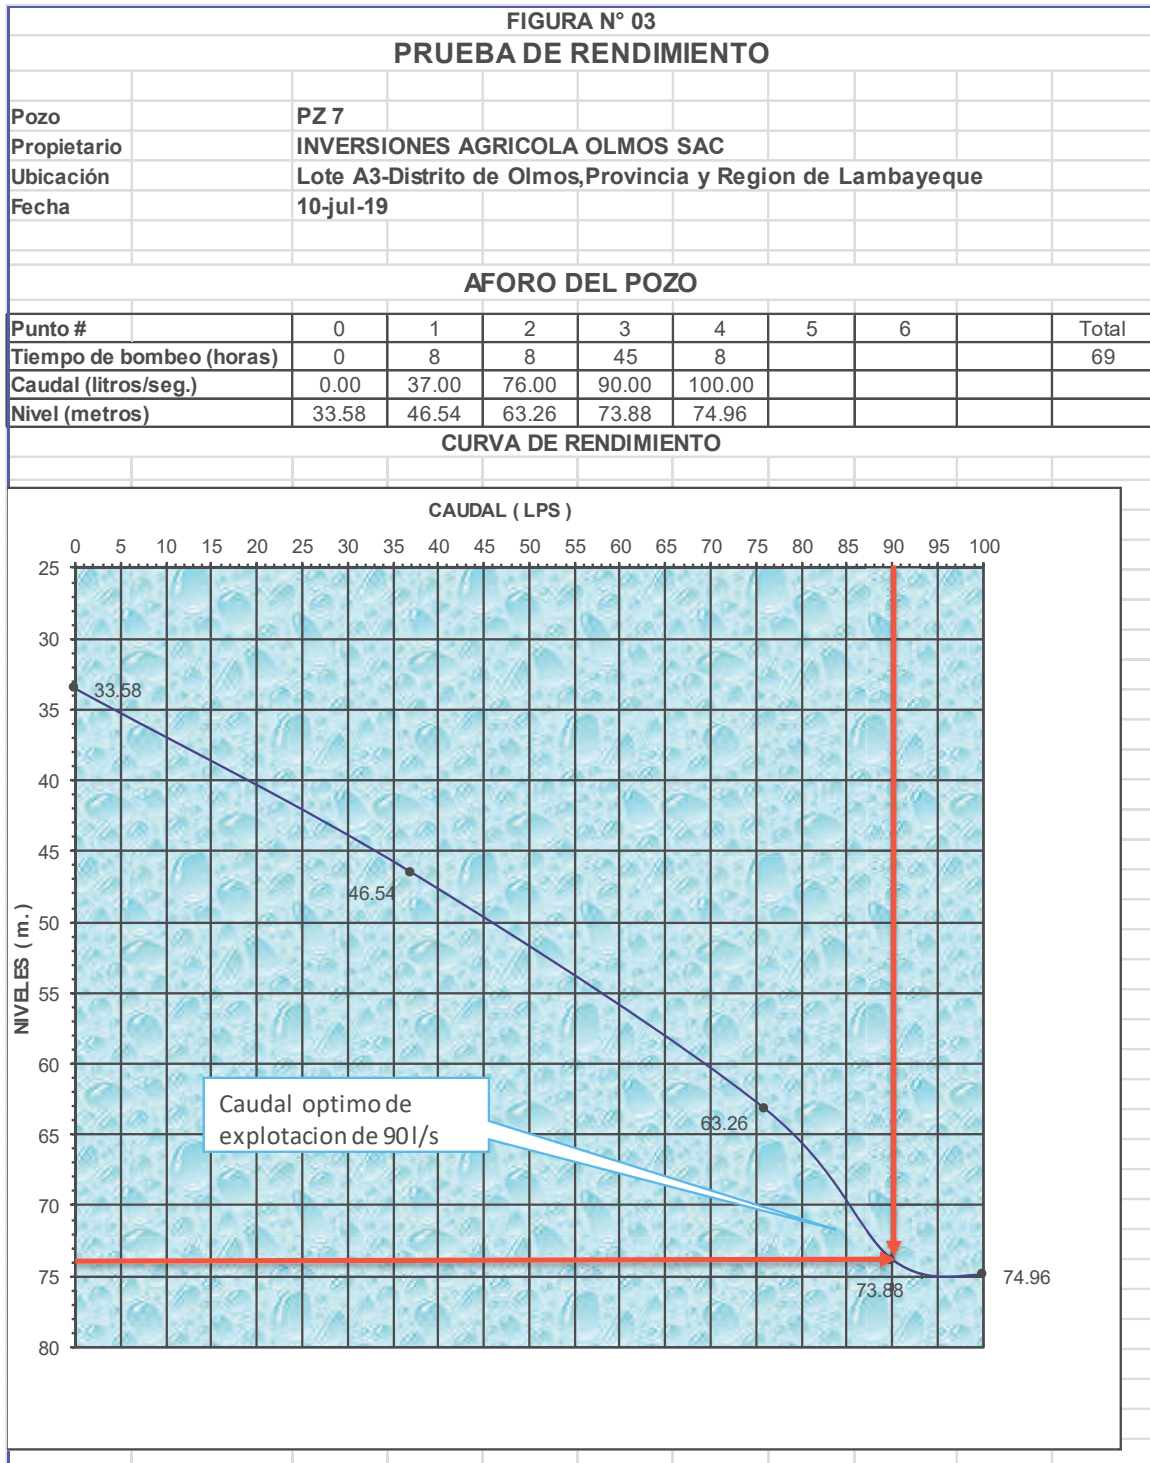 FIGURA N° 03
PRUEBA DE RENDIMIENTO
Pozo PZ 7
Propietario INVERSIONES AGRICOLA OLMOS SAC
Ubicación Lote A3-Distrito de Olmos,Provincia y Region de Lambayeque
Fecha 10-jul-19
AFORO DEL POZO
Punto # 0 1 2 3 4 5 6 Total
Tiempo de bombeo (horas) 0 8 8 45 8 69
Caudal (litros/seg.) 0.00 37.00 76.00 90.00 100.00
Nivel (metros) 33.58 46.54 63.26 73.88 74.96
CURVA DE RENDIMIENTO
CAUDAL ( LPS )
0 5 10 15 20 25 30 35 40 45 50 55 60 65 70 75 80 85 90 95 100
25
30
33.58
35
40
45
46.54
50
NIVELES ( m. )
55
60
Caudal optimo de
explotacion de 90 l/s
63.26
65
70
75
74.96
73.88
80